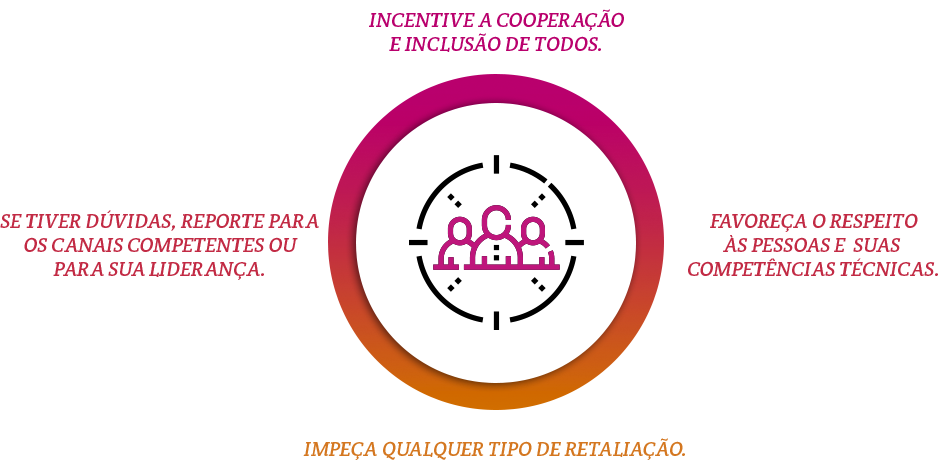 INCENTIVE A COOPERAÇÃO
E INCLUSÃO DE TODOS.
SE TIVER DÚVIDAS, REPORTE PARA
OS CANAIS COMPETENTES OU
PARA SUA LIDERANÇA.
FAVOREÇA O RESPEITO
ÀS PESSOAS E SUAS
COMPETÊNCIAS TÉCNICAS.
IMPEÇA QUALQUER TIPO DE RETALIAÇÃO.